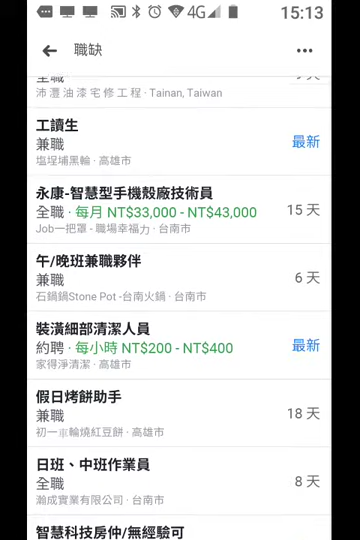 4G
15:13
職缺
全職
9 天
沛灃油漆宅修工程 · Tainan, Taiwan
工讀生
兼職
最新
塩埕埔黑輪 · 高雄市
永康-智慧型手機殼廠技術員
全職 · 每月 NT$33,000 - NT$43,000
15 天
Job一把罩 - 職場幸福力 · 台南市
午/晚班兼職夥伴
兼職
6 天
石鍋鍋Stone Pot -台南火鍋 · 台南市
裝潢細部清潔人員
約聘 · 每小時 NT$200 - NT$400
最新
家得淨清潔 · 高雄市
假日烤餅助手
兼職
18 天
初一車輪燒紅豆餅 · 高雄市
日班、中班作業員
全職
8 天
瀚成實業有限公司 · 台南市
智慧科技房仲/無經驗可